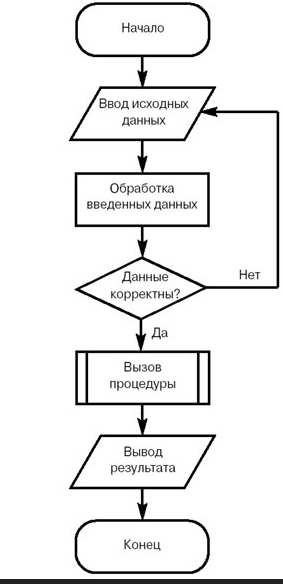 Начало
Ввод исходных
данных
Обработка
введенных данных
Данные
корректны?
Нет
Да
Вызов
процедуры
Вывод
результата
Конец